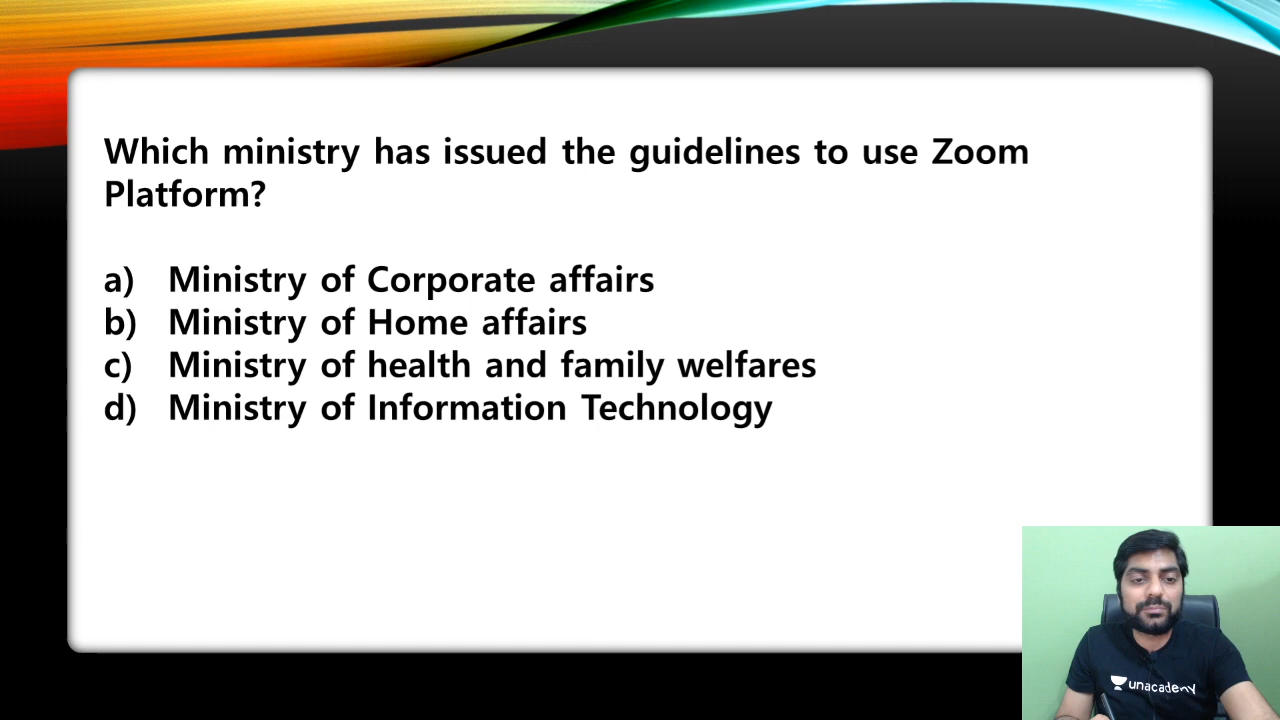 Which ministry has issued the guidelines to use Zoom
Platform?
a) Ministry of Corporate affairs
b) Ministry of Home affairs
c) Ministry of health and family welfares
d) Ministry of Information Technology
unacademy